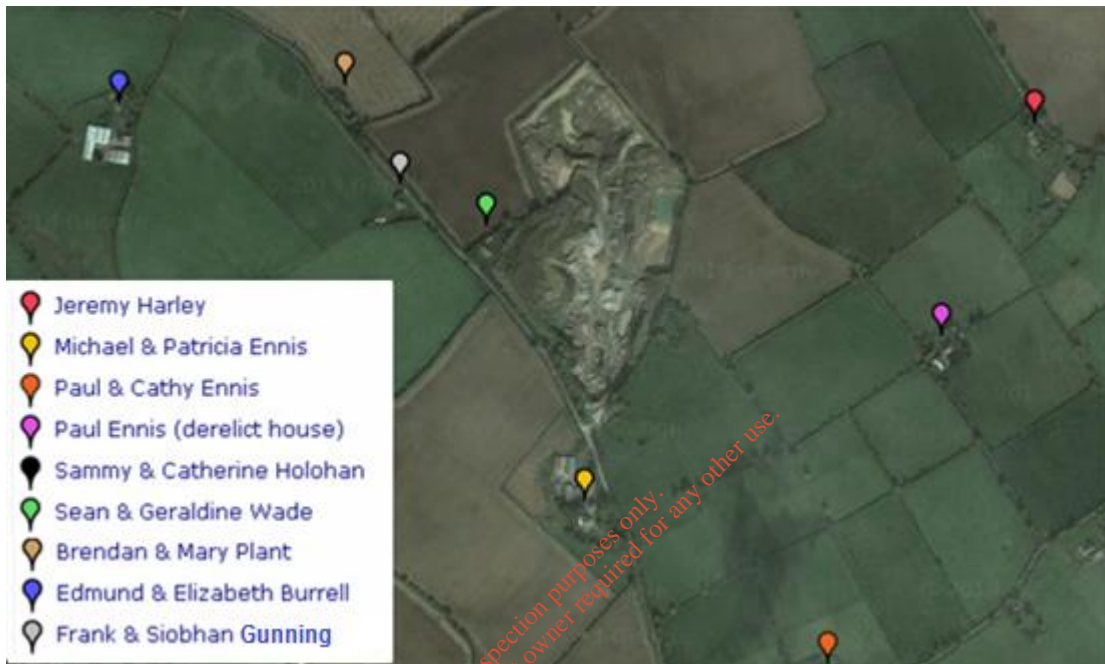 Jeremy Harley
Michael & Patricia Ennis
Paul & Cathy Ennis
Paul Ennis (derelict house)
Sammy & Catherine Holohan
Sean & Geraldine Wade
Brendan & Mary Plant
Edmund & Elizabeth Burrell
Frank & Siobhan Gunning
spection purposes only.
owner required for any other use.